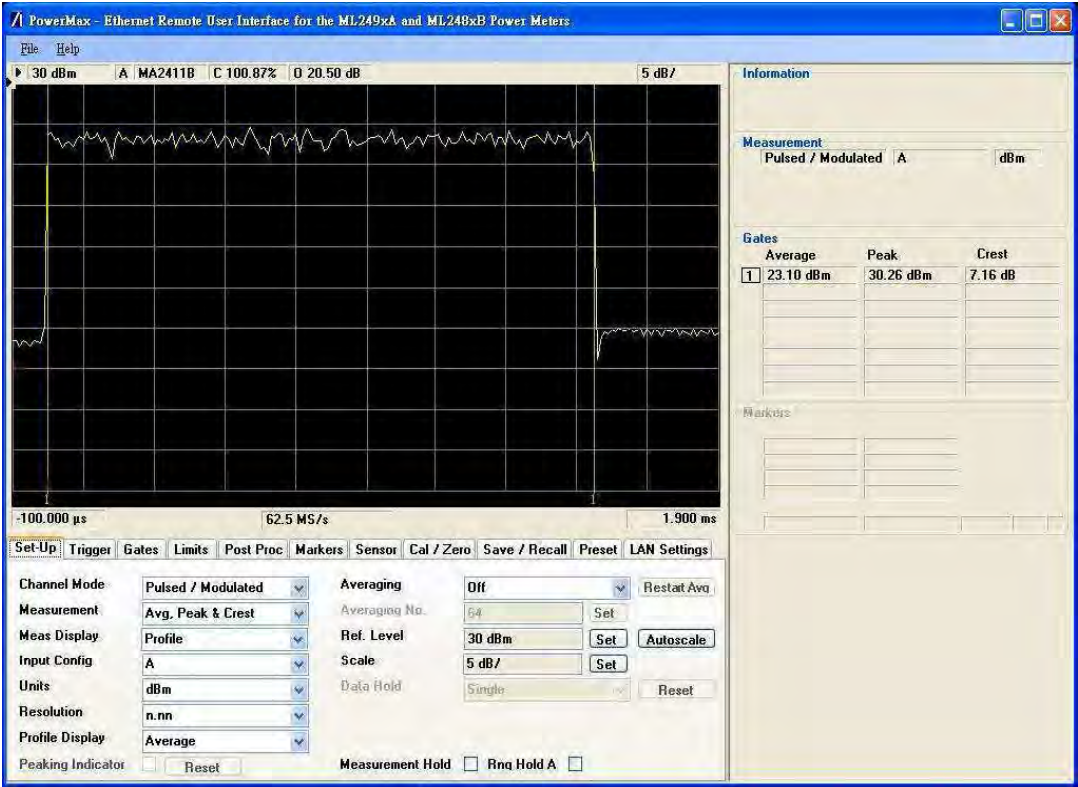 PowerMax - Ethernet Remote User Interface for the ML249xA and ML248xB Power Meters
File Help
30 dBm A MA2411B C 100.87% O 20.50 dB 5 dB/
1 1
-100.000 µs 62.5 MS/s 1.900 ms
Information
Measurement
Pulsed / Modulated A dBm
Gates
Average Peak Crest
1 23.10 dBm 30.26 dBm 7.16 dB
Markers
Set-Up Trigger Gates Limits Post Proc Markers Sensor Cal / Zero Save / Recall Preset LAN Settings
Channel Mode Pulsed / Modulated Averaging Off Restart Avg
Measurement Avg, Peak & Crest Averaging No. 64 Set
Meas Display Profile Ref. Level 30 dBm Set Autoscale
Input Config A Scale 5 dB/ Set
Units dBm Data Hold Single Reset
Resolution n.nn
Profile Display Average
Peaking Indicator Reset Measurement Hold Rng Hold A